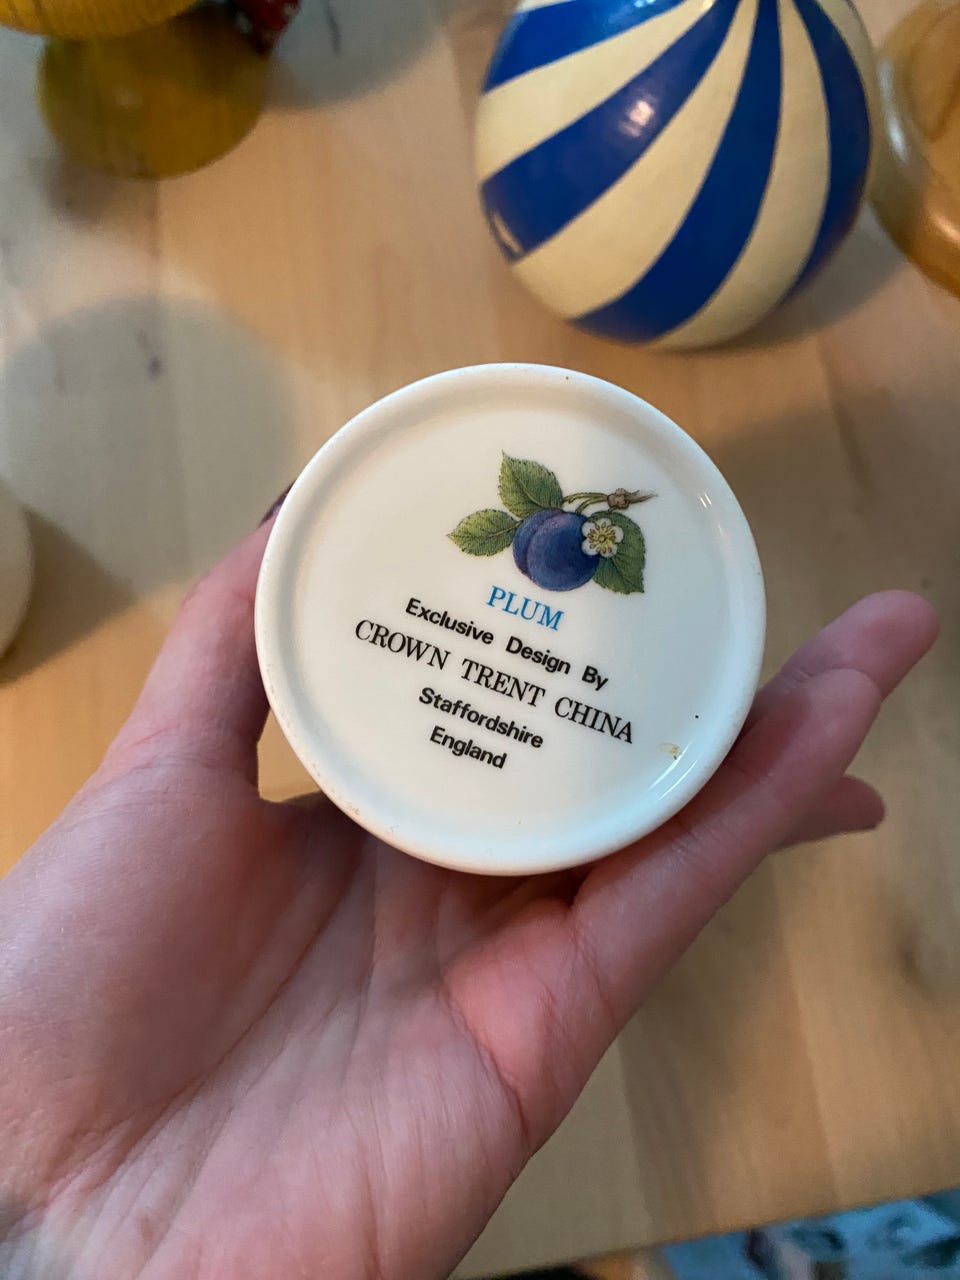 PLUM
Exclusive Design By
CROWN TRENT CHINA
Staffordshire
England